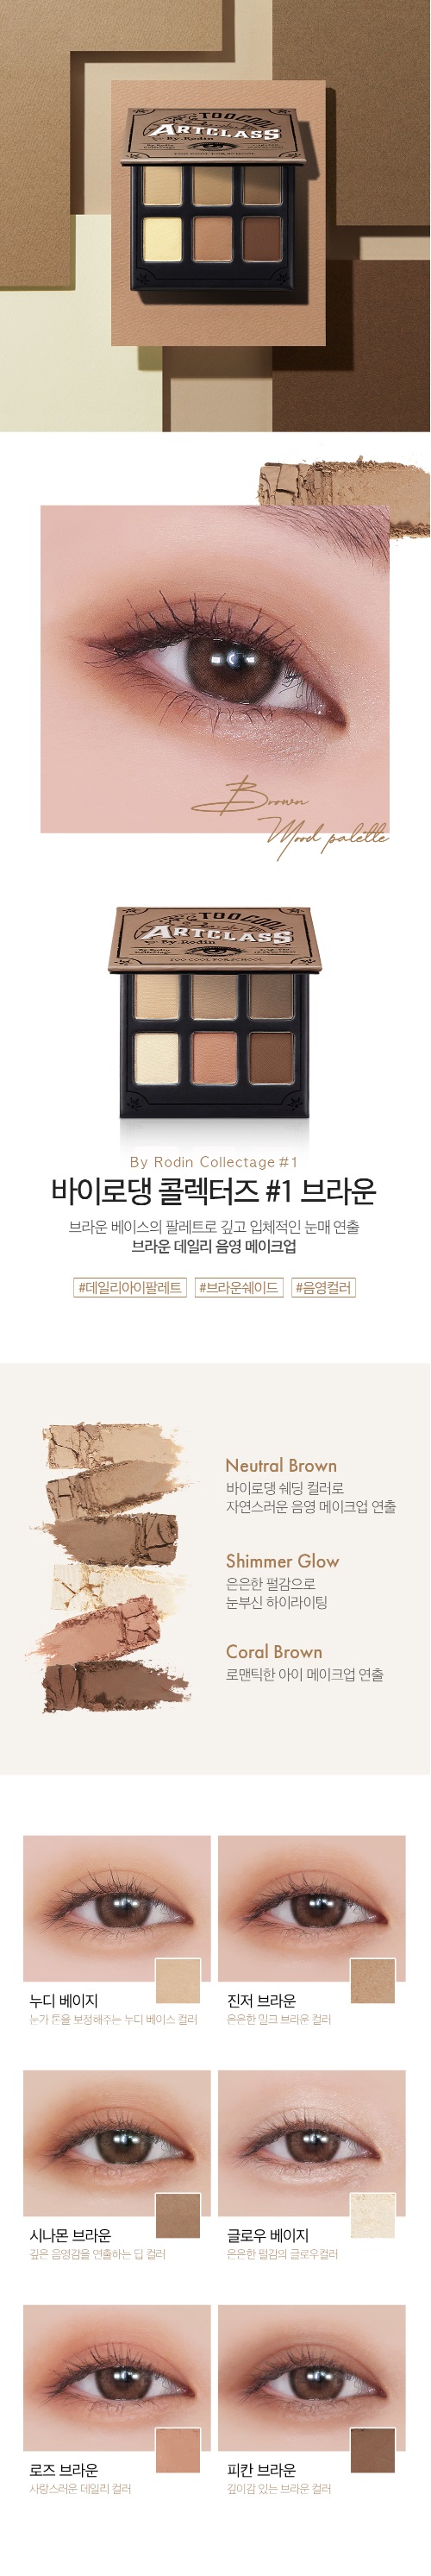 TOO COOL
ARTCLASS
By Rodin
TOO COOL FOR SCHOOL
Brown
Mood palette
TOO COOL
ARTCLASS
By Rodin
TOO COOL FOR SCHOOL
By Rodin Collectage #1
바이로댕 콜렉터즈 #1 브라운
브라운 베이스의 팔레트로 깊고 입체적인 눈매 연출
브라운 데일리 음영 메이크업
#데일리아이팔레트 #브라운쉐이드 #음영컬러
Neutral Brown
바이로댕 쉐딩 컬러로
자연스러운 음영 메이크업 연출
Shimmer Glow
은은한 펄감으로
눈부신 하이라이팅
Coral Brown
로맨틱한 아이 메이크업 연출
누디 베이지
눈가 톤을 보정해주는 누디 베이스 컬러
진저 브라운
은은한 밀크 브라운 컬러
시나몬 브라운
깊은 음영감을 연출하는 딥 컬러
글로우 베이지
은은한 펄감의 글로우컬러
로즈 브라운
사랑스러운 데일리 컬러
피칸 브라운
깊이감 있는 브라운 컬러